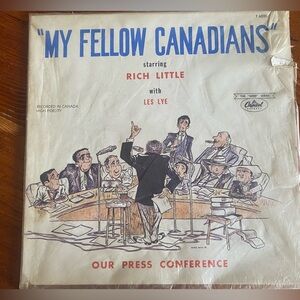 "MY FELLOW CANADIANS"
starring
RICH LITTLE
with
LES LYE
RECORDED IN CANADA
HIGH FIDELITY
Capitol
OUR PRESS CONFERENCE